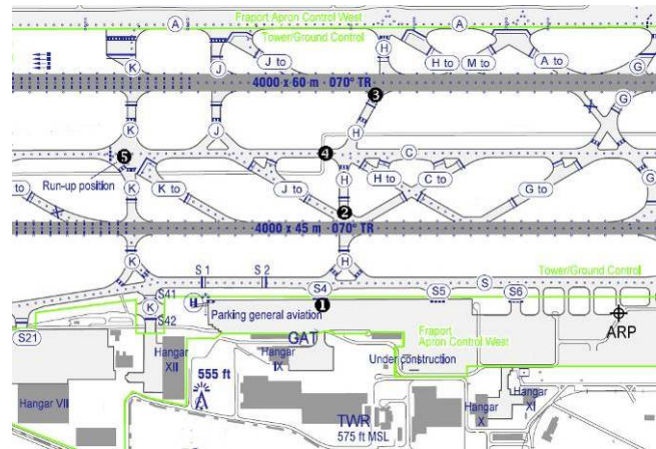 Fraport Apron Control West
A
A
Tower/Ground Control
H
K
J
J to
H to
M to
A to
G
4000 x 60 m · 070° TR
3
G
K
J
H
5
4
C
Run-up position
to
K
K to
J to
H
H to
C to
G to
2
4000 x 45 m · 070° TR
K
H
S 1
S 2
S4
S
Tower/Ground Control
S41
S5
S6
1
K
H
Parking general aviation
ARP
S21
S42
GAT
Fraport
Apron Control West
Hangar
XII
Hangar
IX
Under construction
555 ft
Hangar VII
Hangar
X
Hangar
XI
TWR
575 ft MSL